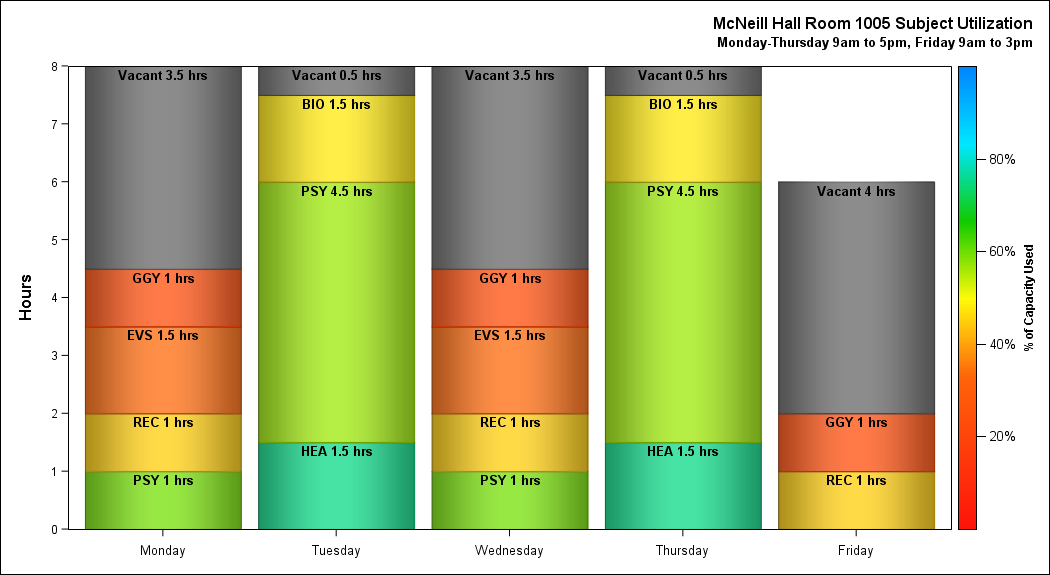 McNeill Hall Room 1005 Subject Utilization
Monday-Thursday 9am to 5pm, Friday 9am to 3pm
8
7
6
5
4
3
2
1
0
Hours
Vacant 3.5 hrs
GGY 1 hrs
EVS 1.5 hrs
REC 1 hrs
PSY 1 hrs
Monday
Vacant 0.5 hrs
BIO 1.5 hrs
PSY 4.5 hrs
HEA 1.5 hrs
Tuesday
Vacant 3.5 hrs
GGY 1 hrs
EVS 1.5 hrs
REC 1 hrs
PSY 1 hrs
Wednesday
Vacant 0.5 hrs
BIO 1.5 hrs
PSY 4.5 hrs
HEA 1.5 hrs
Thursday
Vacant 4 hrs
GGY 1 hrs
REC 1 hrs
Friday
80%
60%
40%
20%
% of Capacity Used